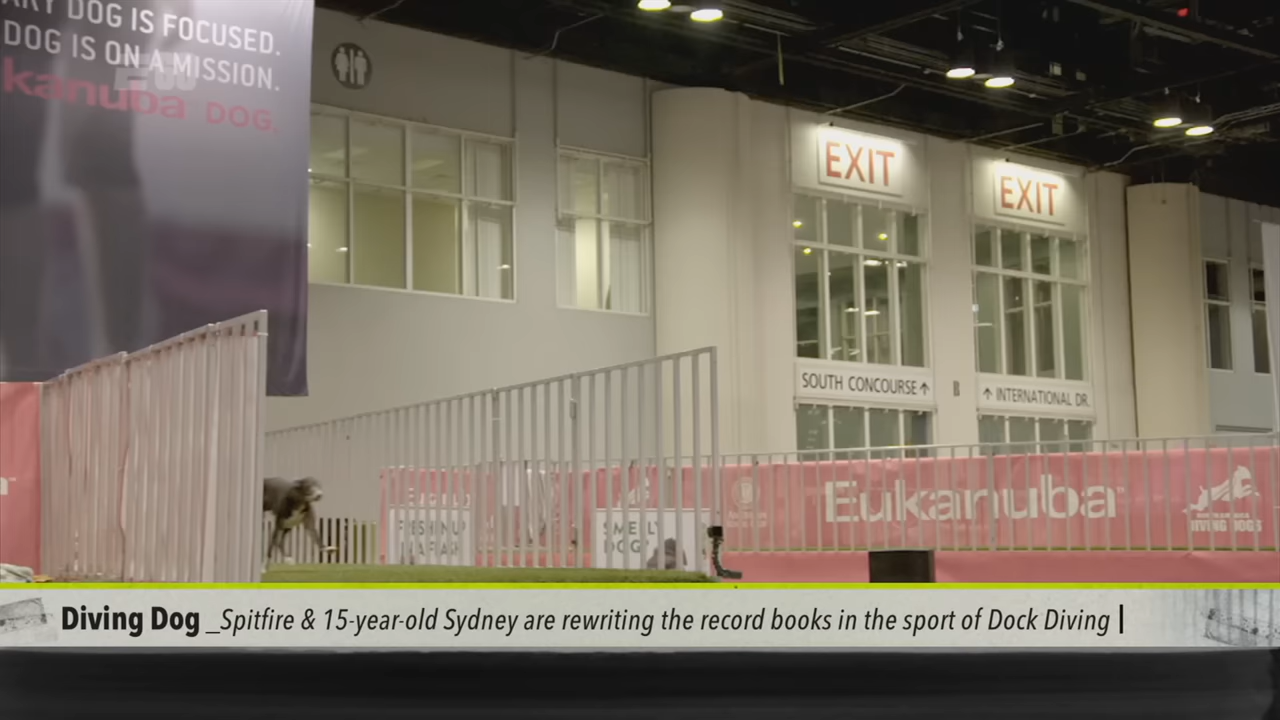 DOG IS FOCUSED.
DOG IS ON A MISSION.
kanuba DOG.
EXIT
EXIT
SOUTH CONCOURSE ↑
B
↑ INTERNATIONAL DR.
Eukanuba™
DIVING DOGS
SMELLY
DOG?
Diving Dog _Spitfire & 15-year-old Sydney are rewriting the record books in the sport of Dock Diving